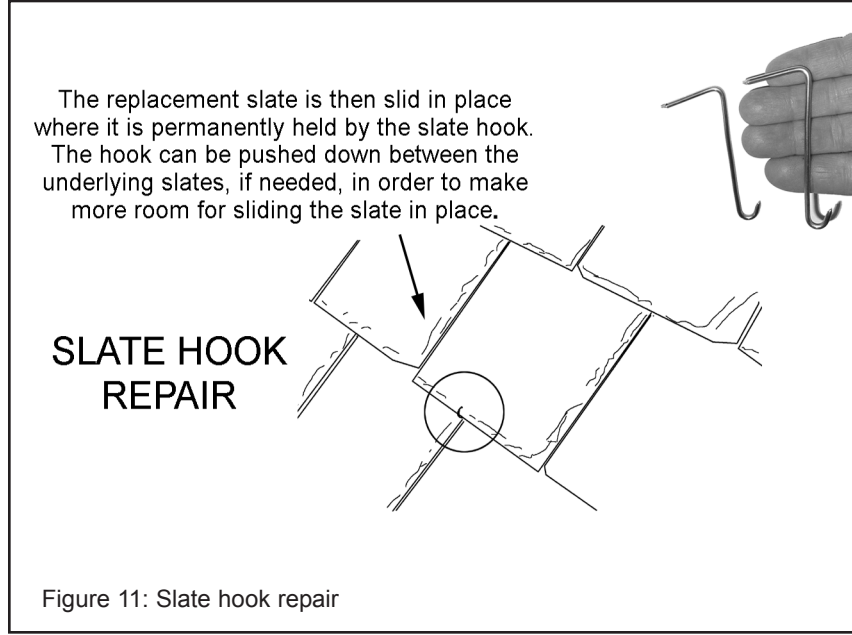 The replacement slate is then slid in place
where it is permanently held by the slate hook.
The hook can be pushed down between the
underlying slates, if needed, in order to make
more room for sliding the slate in place.
SLATE HOOK
REPAIR
Figure 11: Slate hook repair